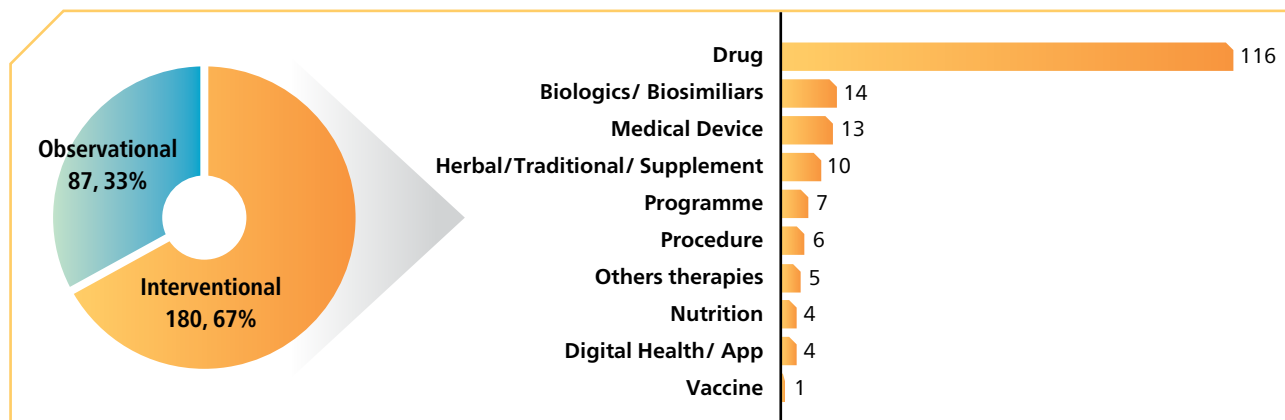 Observational
87, 33%
Interventional
180, 67%
Drug 116
Biologics/ Biosimiliars 14
Medical Device 13
Herbal/Traditional/ Supplement 10
Programme 7
Procedure 6
Others therapies 5
Nutrition 4
Digital Health/ App 4
Vaccine 1